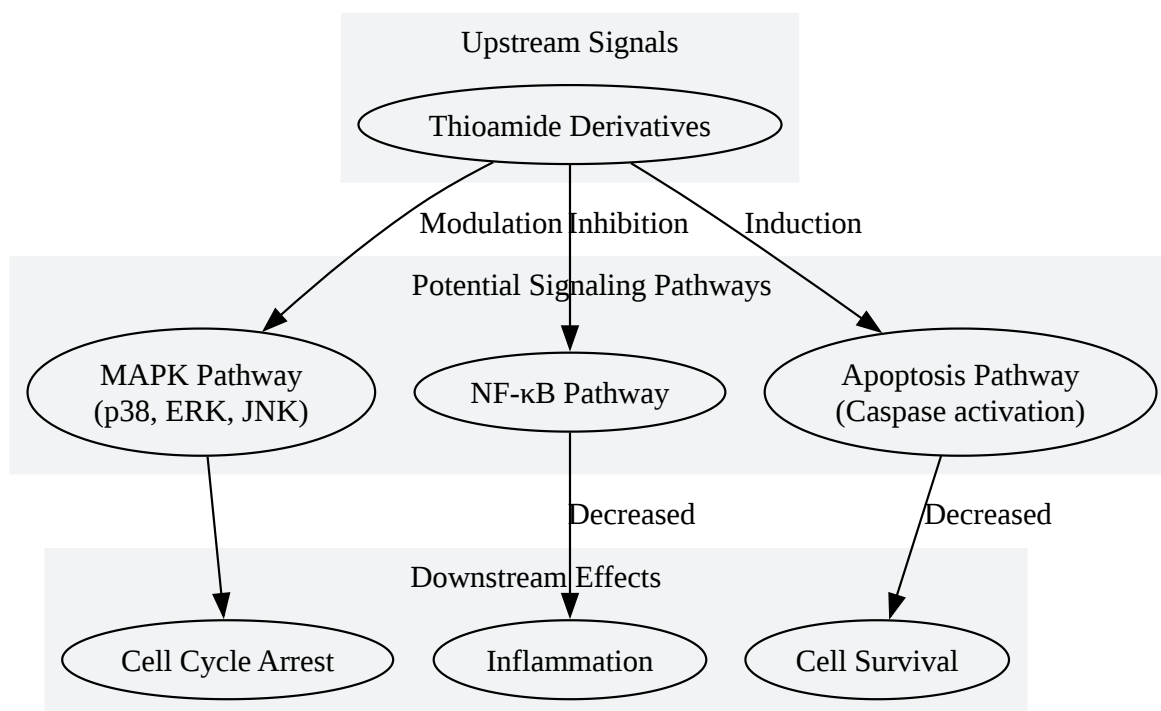 Upstream Signals
Thioamide Derivatives
Modulation
Inhibition
Induction
Potential Signaling Pathways
MAPK Pathway
(p38, ERK, JNK)
NF-κB Pathway
Apoptosis Pathway
(Caspase activation)
Decreased
Decreased
Downstream Effects
Cell Cycle Arrest
Inflammation
Cell Survival